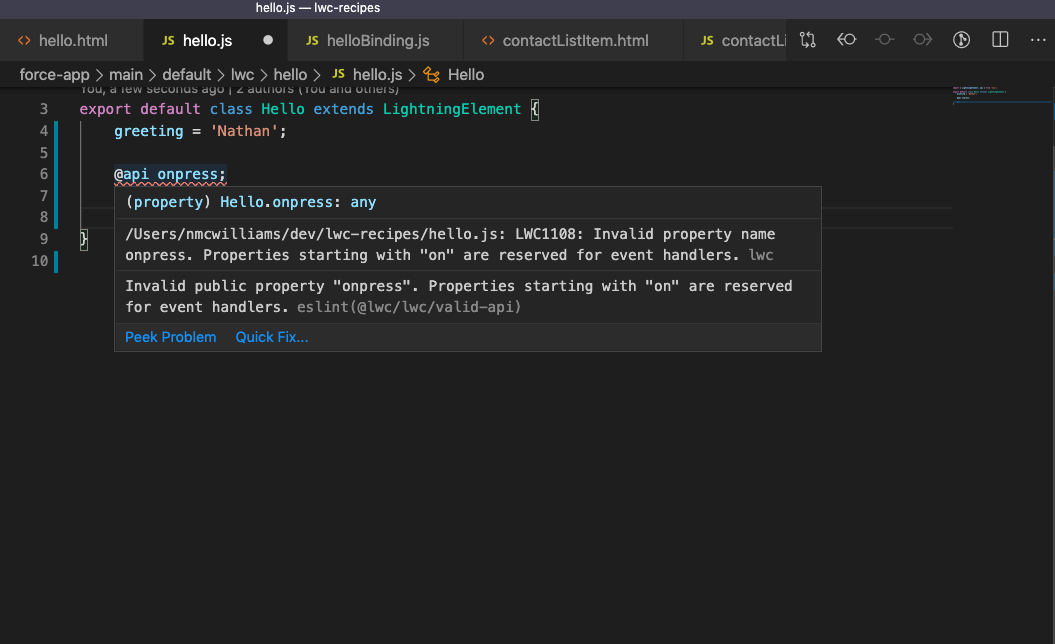 hello.js — lwc-recipes
<> hello.html JS hello.js JS helloBinding.js <> contactListItem.html JS contactLi
force-app > main > default > lwc > hello > JS hello.js > Hello
You, a few seconds ago | 2 authors (You and others)
3 export default class Hello extends LightningElement {
4 greeting = 'Nathan';
5
6 @api onpress;
7
(property) Hello.onpress: any
8
/Users/nmcwilliams/dev/lwc-recipes/hello.js: LWC1108: Invalid property name
9 }
onpress. Properties starting with "on" are reserved for event handlers. lwc
10
Invalid public property "onpress". Properties starting with "on" are reserved
for event handlers. eslint(@lwc/lwc/valid-api)
Peek Problem Quick Fix...